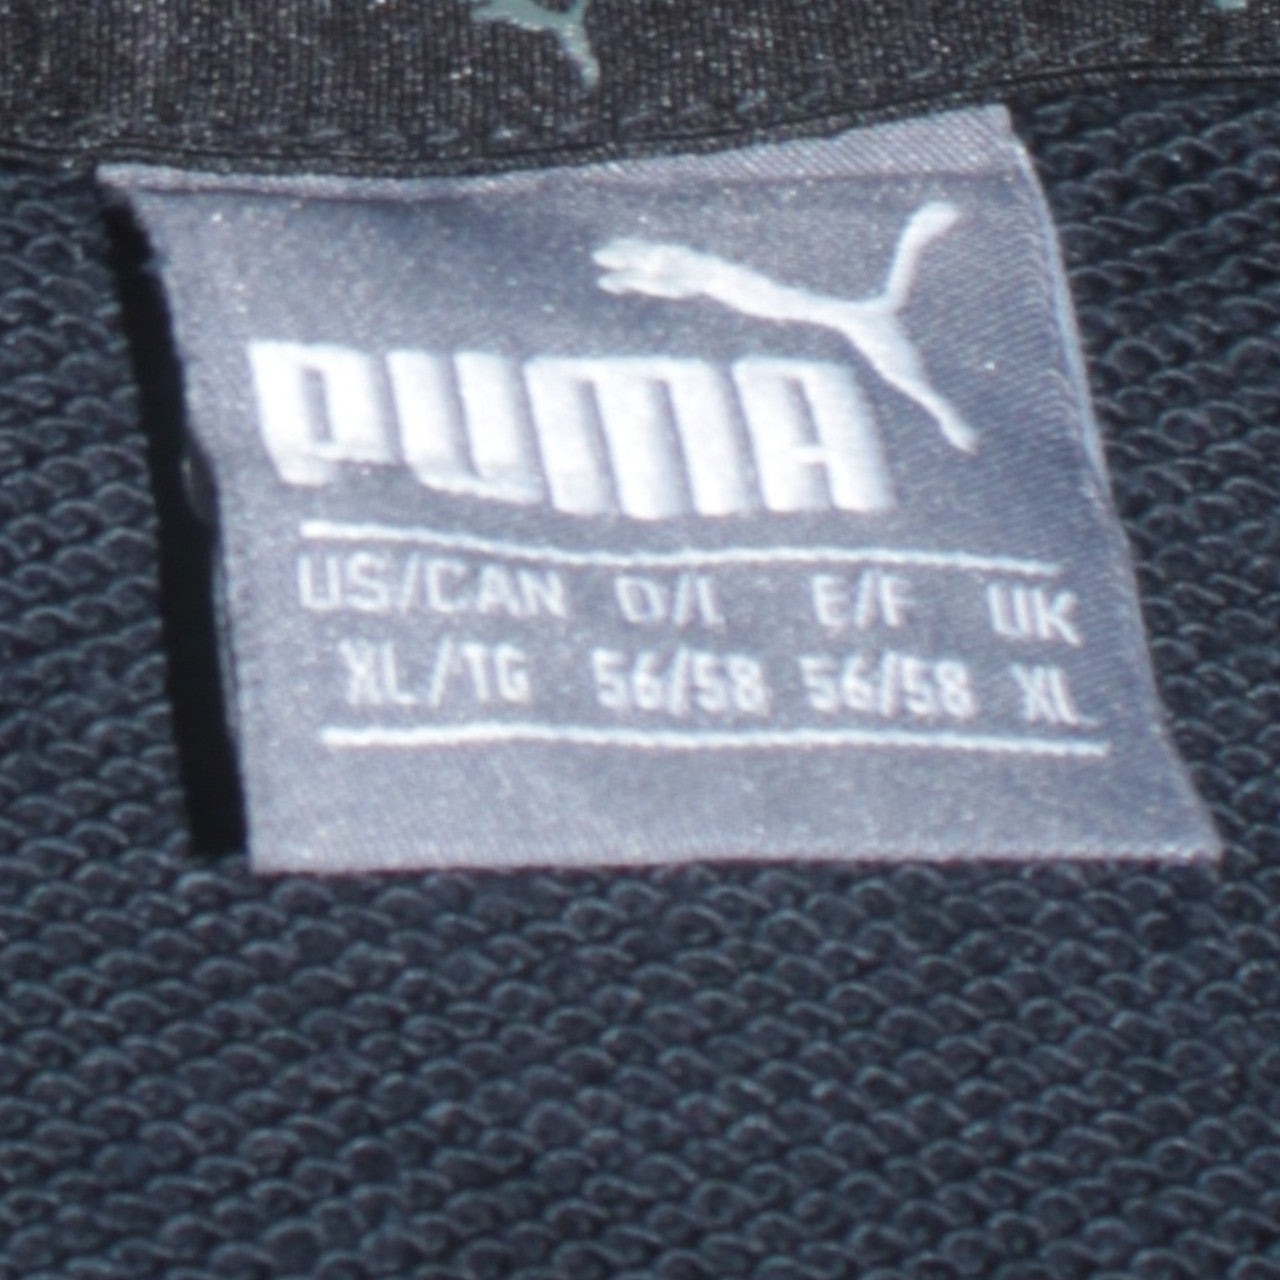 PUMA
US/CAN D/I E/F UK
XL/TG 56/58 56/58 XL